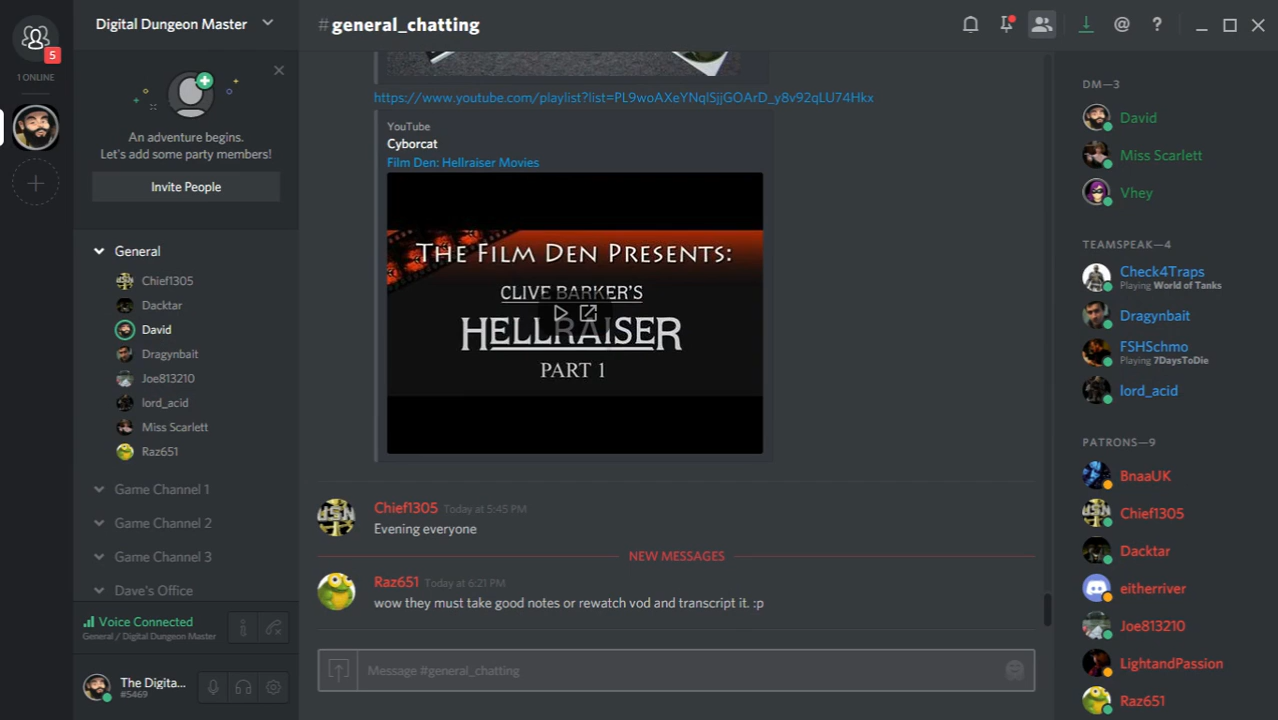 5
1 ONLINE
Digital Dungeon Master
An adventure begins.
Let's add some party members!
Invite People
General
Chief1305
Dacktar
David
Dragynbait
Joe813210
lord_acid
Miss Scarlett
Raz651
Game Channel 1
Game Channel 2
Game Channel 3
Dave's Office
Voice Connected
General / Digital Dungeon Master
The Digita...
#5469
#general_chatting
https://www.youtube.com/playlist?list=PL9woAXeYNqlSjjGOArD_y8v92qLU74Hkx
YouTube
Cyborcat
Film Den: Hellraiser Movies
THE FILM DEN PRESENTS:
CLIVE BARKER'S
HELLRAISER
PART 1
Chief1305 Today at 5:45 PM
Evening everyone
NEW MESSAGES
Raz651 Today at 6:21 PM
wow they must take good notes or rewatch vod and transcript it. :p
Message #general_chatting
DM—3
David
Miss Scarlett
Vhey
TEAMSPEAK—4
Check4Traps
Playing World of Tanks
Dragynbait
FSHSchmo
Playing 7DaysToDie
lord_acid
PATRONS—9
BnaaUK
Chief1305
Dacktar
eitherriver
Joe813210
LightandPassion
Raz651